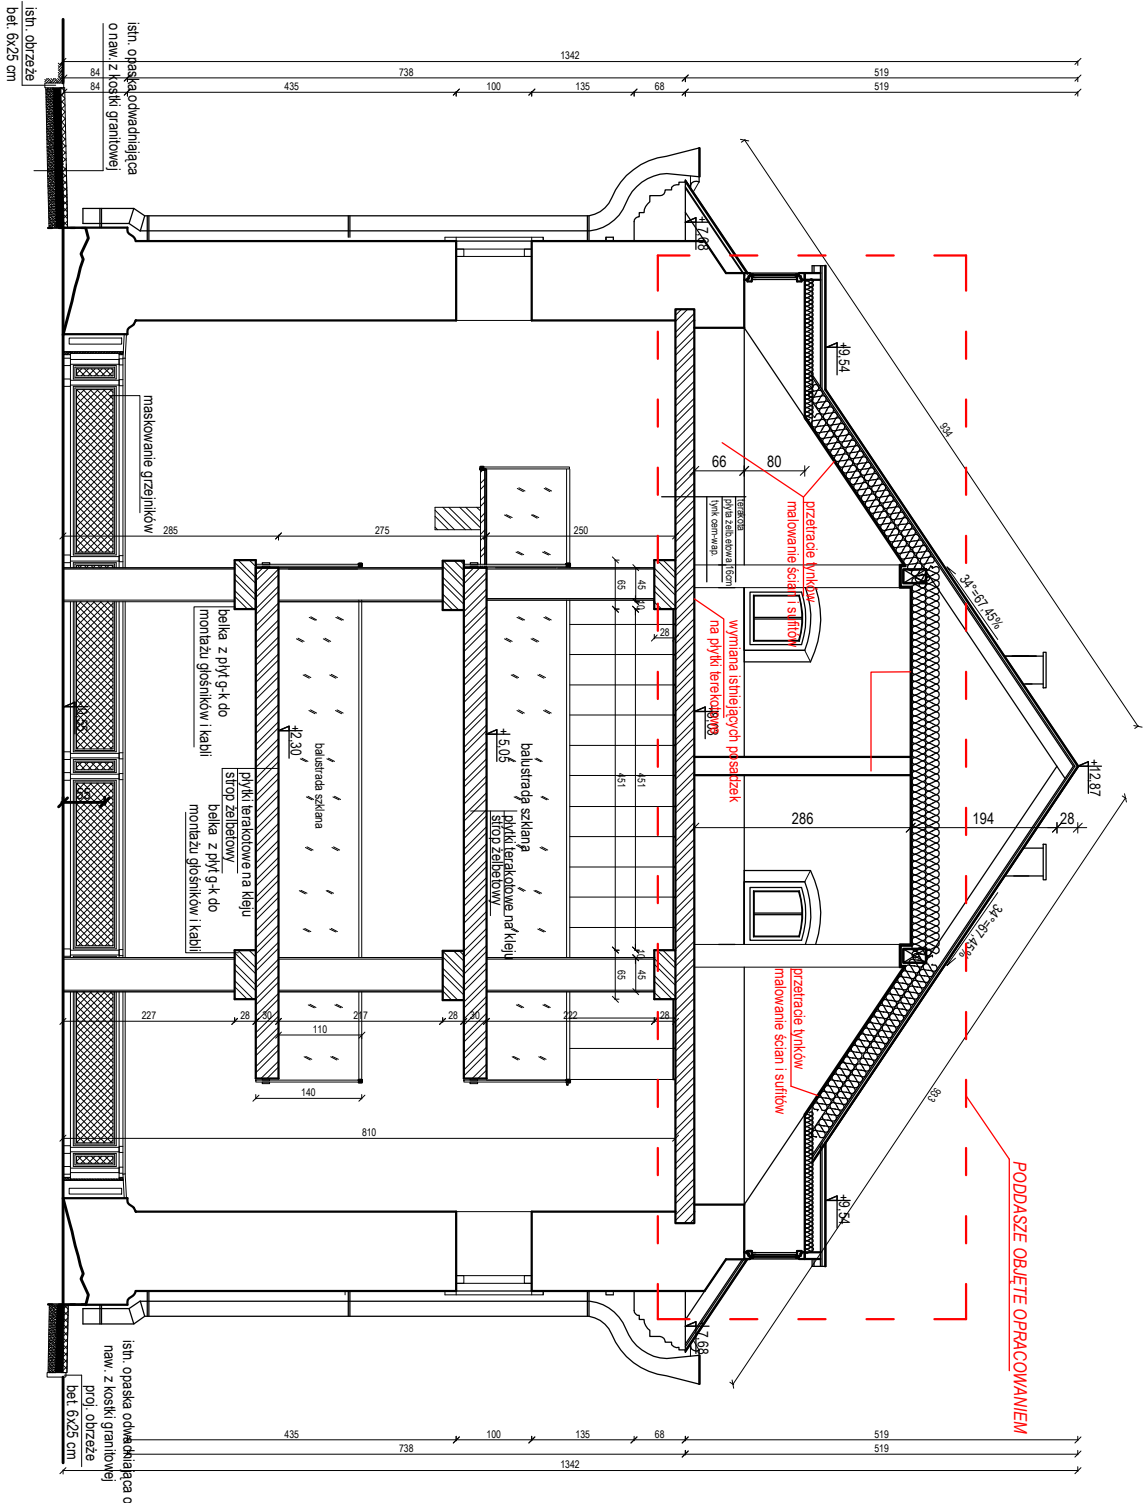 istn. obrzeże
bet. 6x25 cm
istn. opaska odwadniająca
o naw. z kostki granitowej
1342
84
738
519
84
435
100
135
68
519
+7,68
+9,54
934
34°=67,45%
+12,87
66
80
terakota
płyta żelb.etowa(16cm)
tynk cem-wap.
przetracie tynków
malowanie ścian i sufitów
maskowanie grzejników
285
275
250
65
45
28
wymiana istniejących posadzek
na płytki terekotowe
belka z płyt g-k do
montażu głośników i kabli
+2,30
balustrada szklana
+5,05
balustrada szklana
451
451
286
194
28
płytki terakotowe na kleju
strop żelbetowy
płytki terakotowe na kleju
strop żelbetowy
belka z płyt g-k do
montażu głośników i kabli
34°=67,45%
65
45
227
28
30
217
28
30
222
28
110
140
810
przetracie tynków
malowanie ścian i sufitów
933
PODDASZE OBJĘTE OPRACOWANIEM
+9,54
+7,68
istn. opaska odwadniająca o
naw. z kostki granitowej
proj. obrzeże
bet. 6x25 cm
435
100
135
68
519
738
519
1342